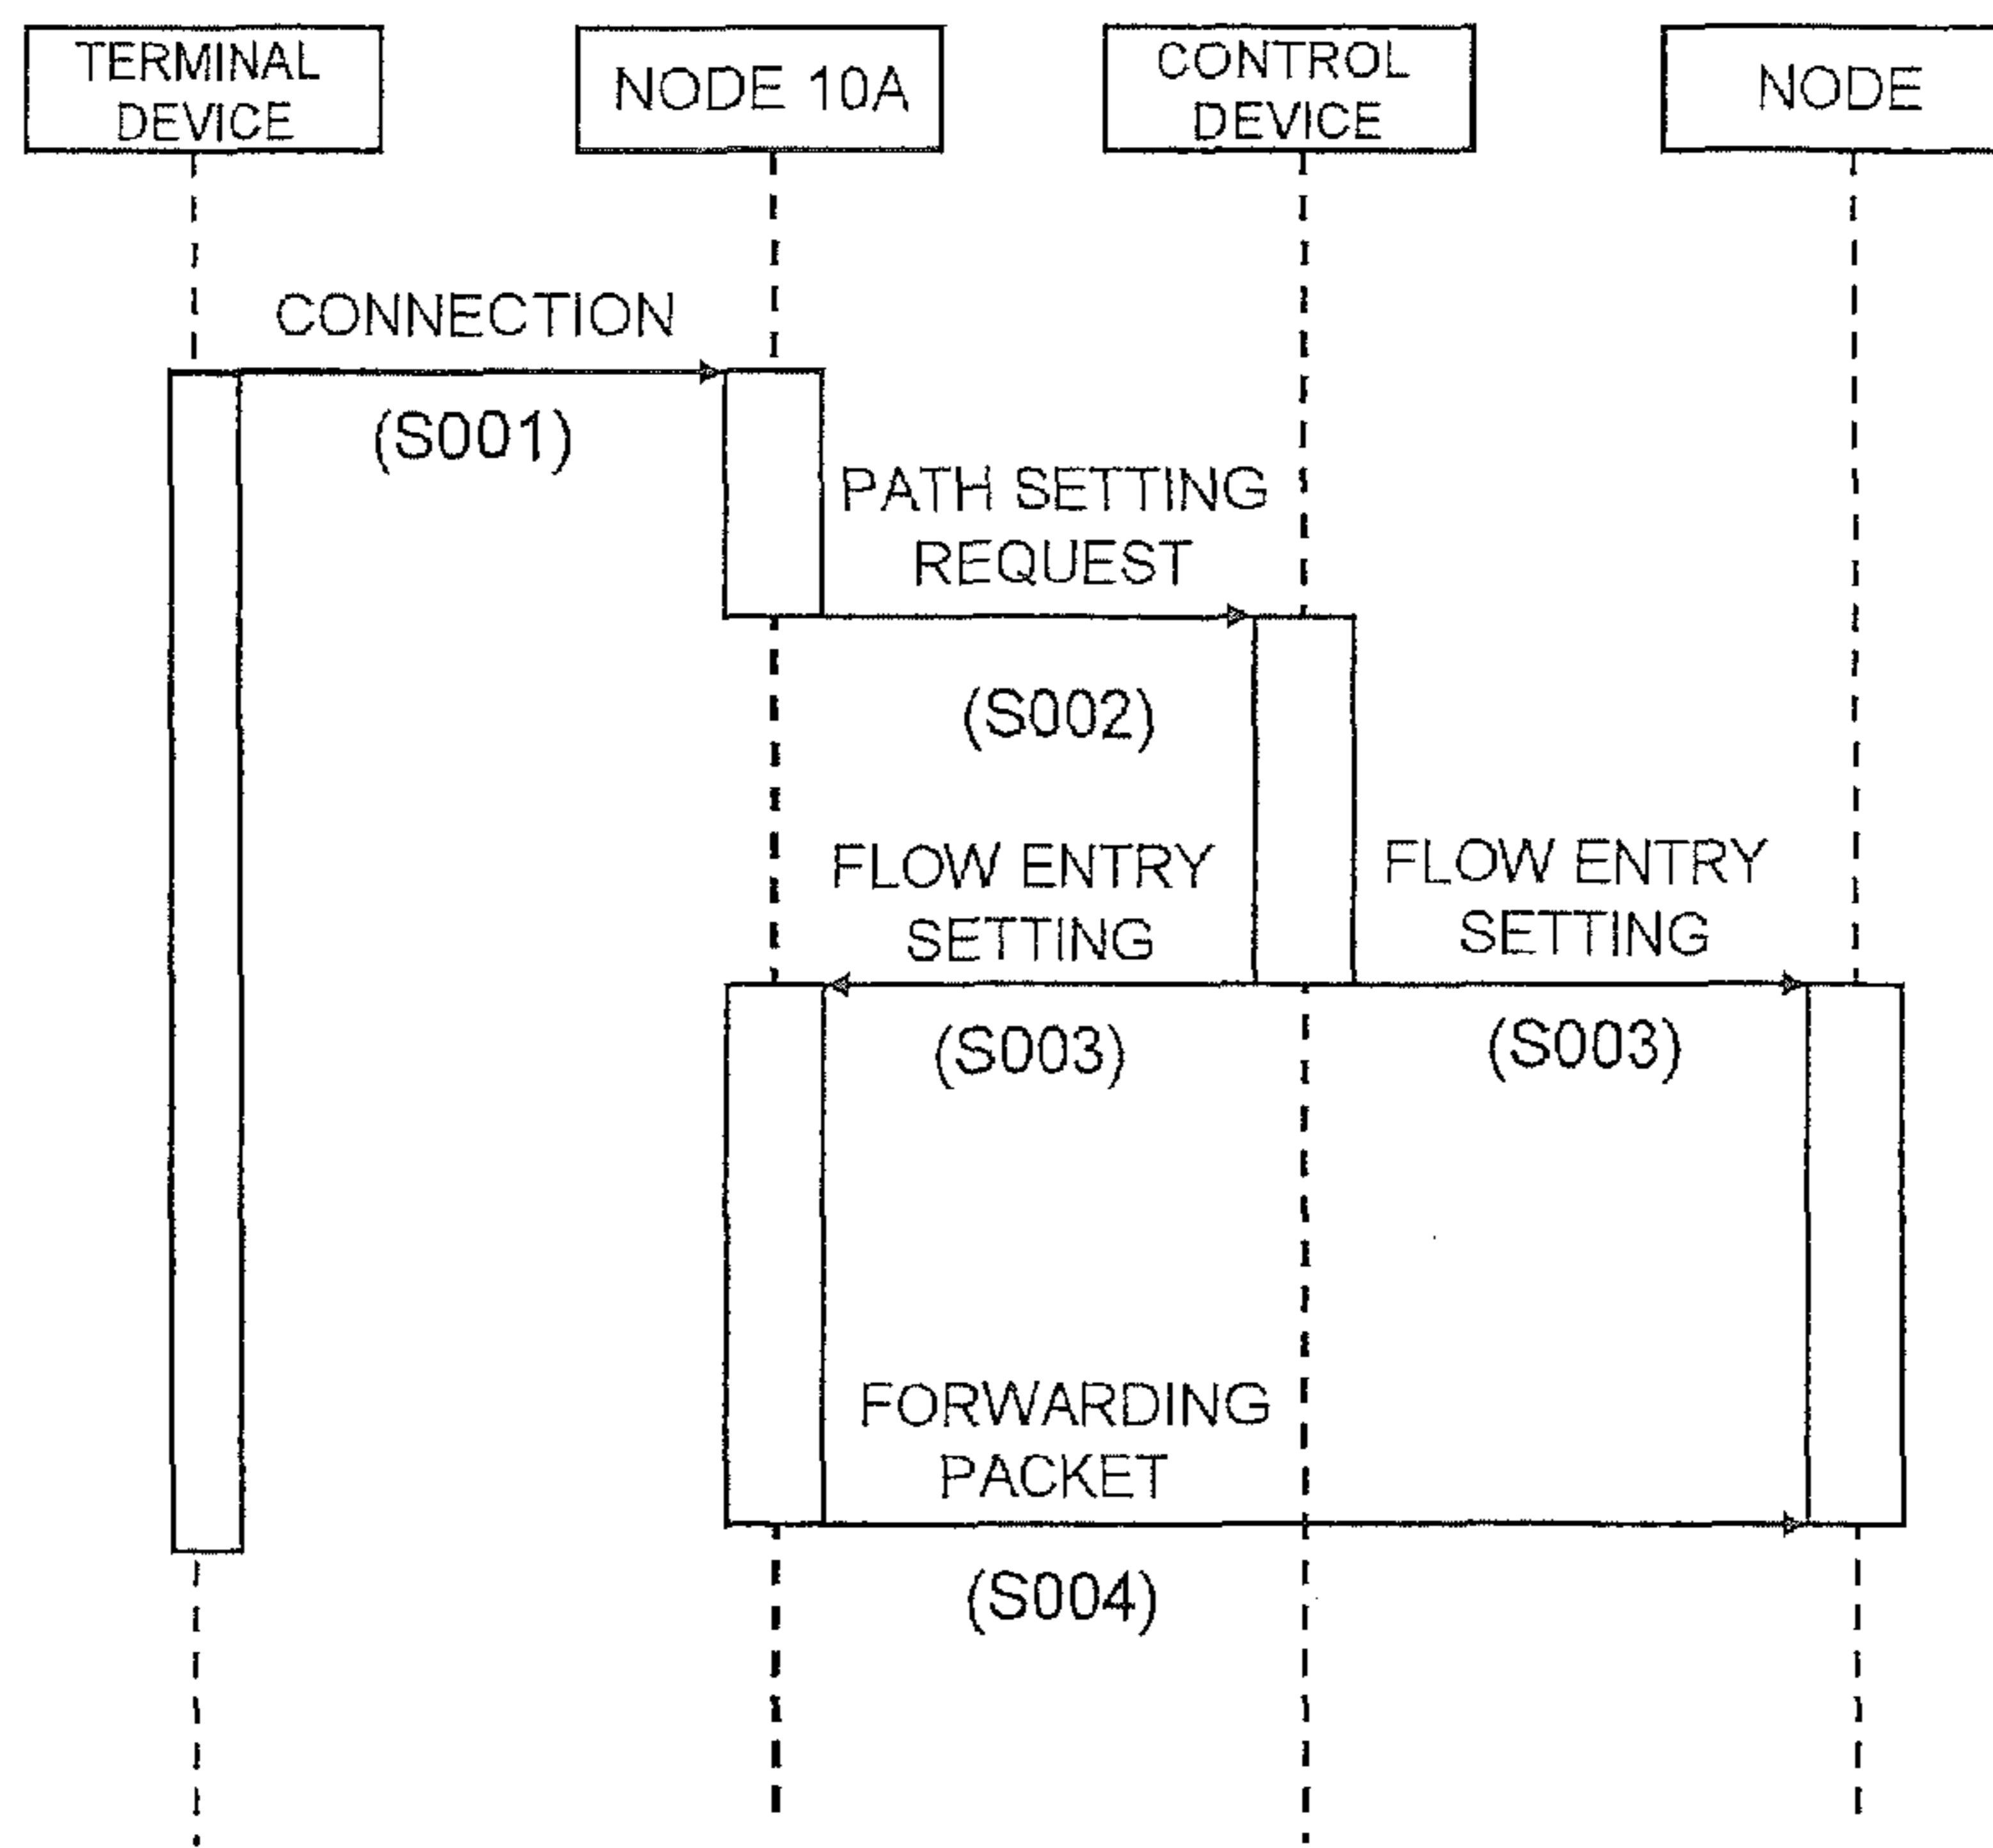 TERMINAL
DEVICE
NODE 10A
CONTROL
DEVICE
NODE
CONNECTION
(S001)
PATH SETTING
REQUEST
(S002)
FLOW ENTRY
SETTING
FLOW ENTRY
SETTING
(S003)
(S003)
FORWARDING
PACKET
(S004)